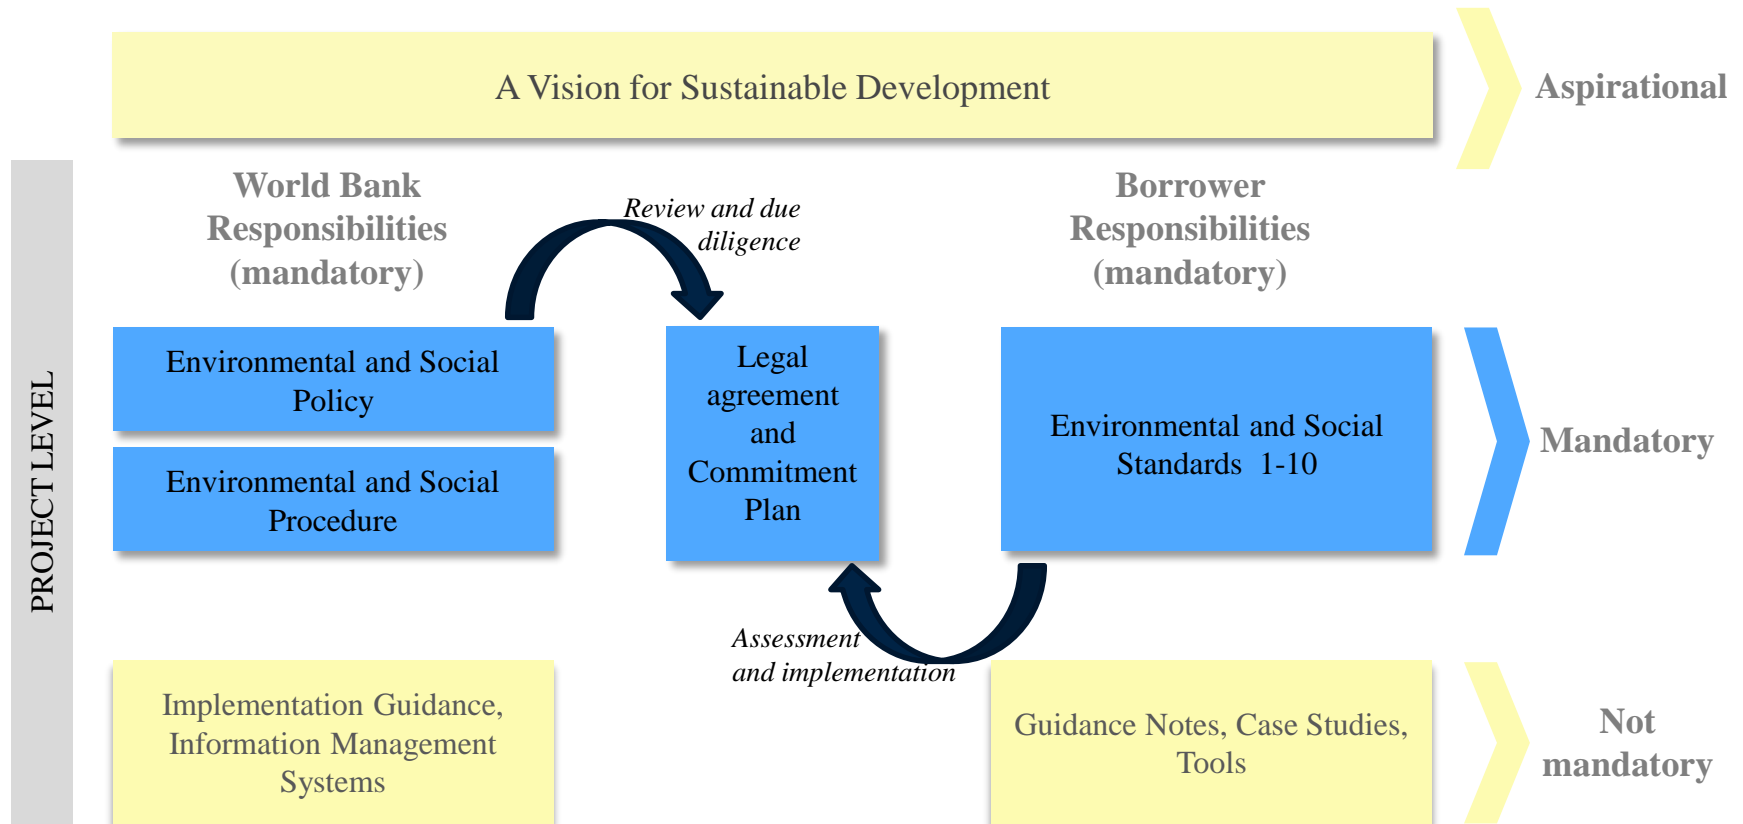 A Vision for Sustainable Development
Aspirational
World Bank
Responsibilities
(mandatory)
Review and due
diligence
Borrower
Responsibilities
(mandatory)
PROJECT LEVEL
Environmental and Social
Policy
Environmental and Social
Procedure
Legal
agreement
and
Commitment
Plan
Environmental and Social
Standards 1-10
Mandatory
Assessment
and implementation
Implementation Guidance,
Information Management
Systems
Guidance Notes, Case Studies,
Tools
Not
mandatory